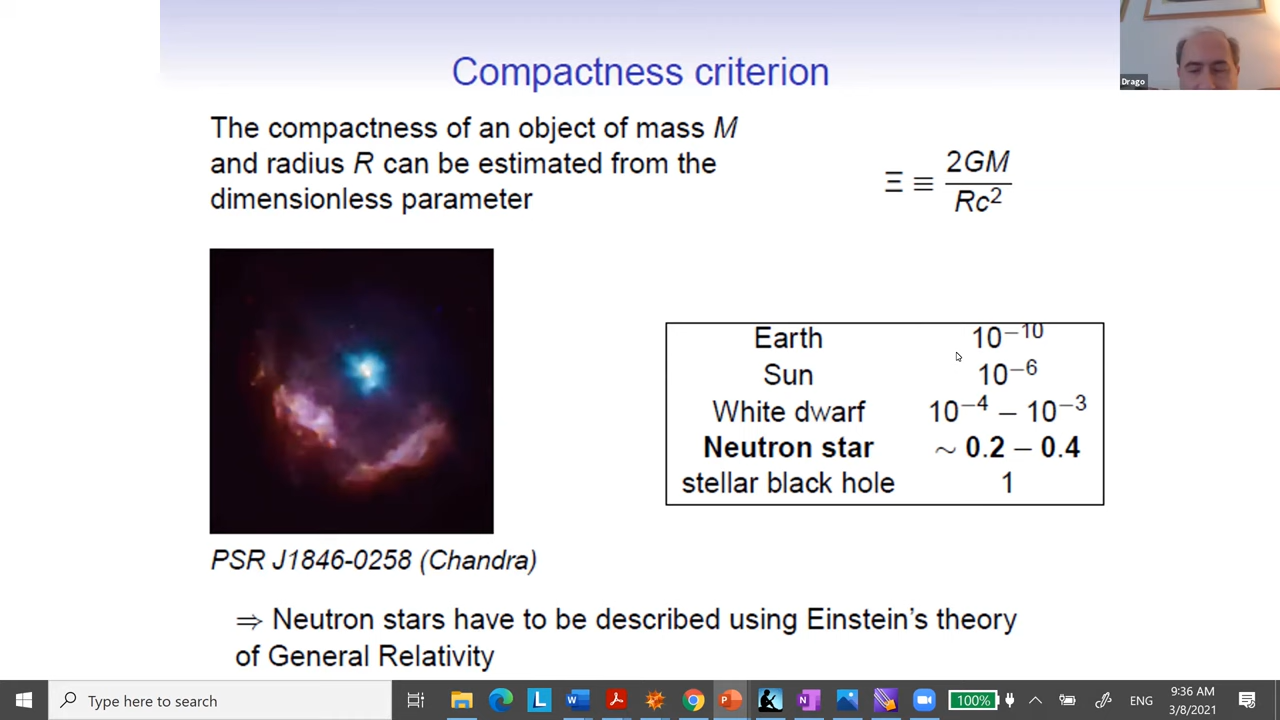 Compactness criterion
Drago
The compactness of an object of mass M
and radius R can be estimated from the
dimensionless parameter
Ξ ≡ 2GM / Rc²
Earth 10⁻¹⁰
Sun 10⁻⁶
White dwarf 10⁻⁴ – 10⁻³
Neutron star ~ 0.2 – 0.4
stellar black hole 1
PSR J1846-0258 (Chandra)
⇒ Neutron stars have to be described using Einstein's theory
of General Relativity
Type here to search
100%
ENG
9:36 AM
3/8/2021